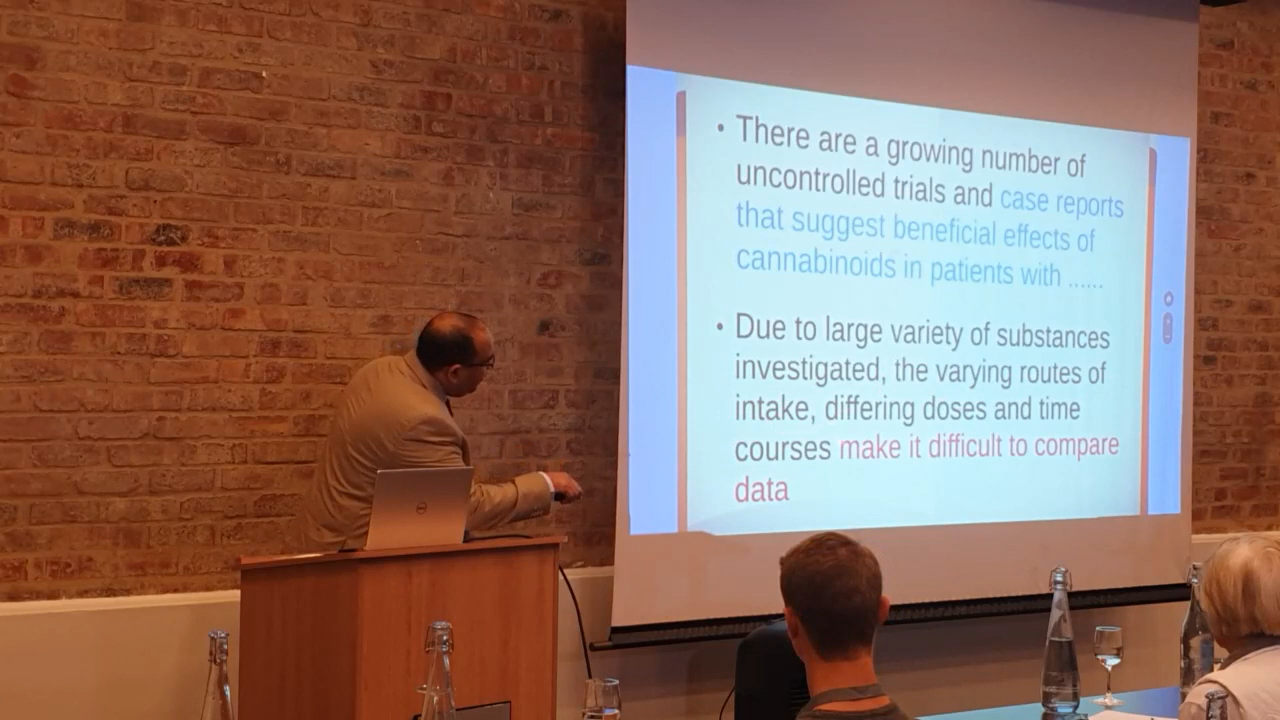 • There are a growing number of
uncontrolled trials and case reports
that suggest beneficial effects of
cannabinoids in patients with ......
• Due to large variety of substances
investigated, the varying routes of
intake, differing doses and time
courses make it difficult to compare
data
DELL